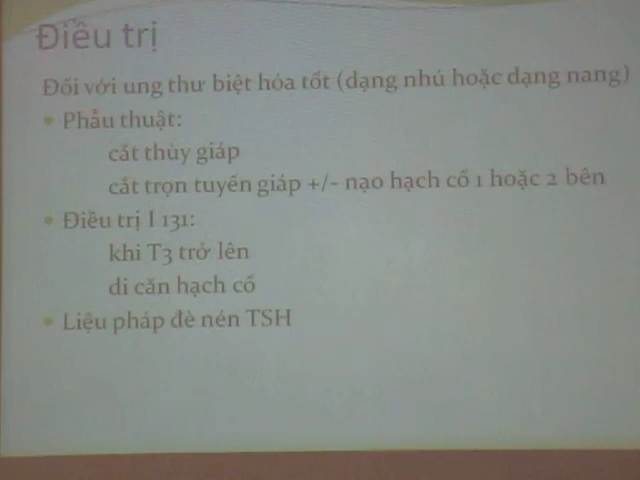 Điều trị
Đối với ung thư biệt hóa tốt (dạng nhú hoặc dạng nang)
• Phẫu thuật:
cắt thùy giáp
cắt trọn tuyến giáp +/- nạo hạch cổ 1 hoặc 2 bên
• Điều trị I 131:
khi T3 trở lên
di căn hạch cổ
• Liệu pháp đè nén TSH